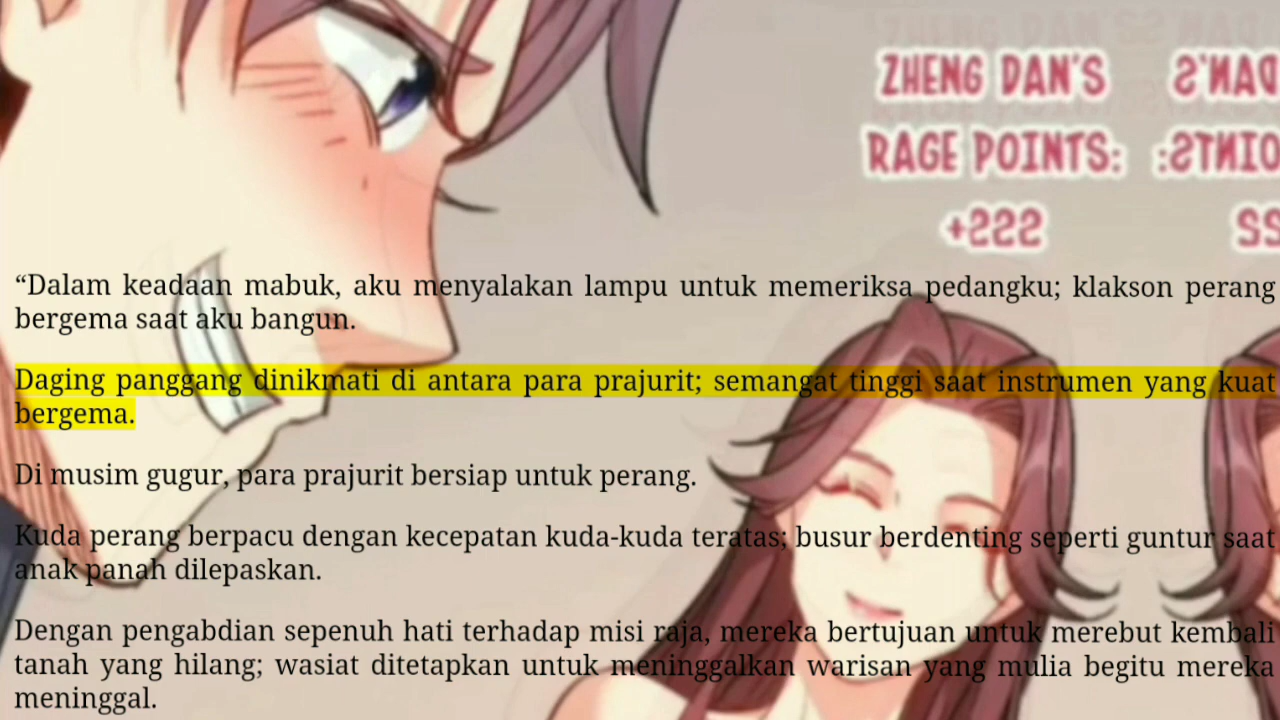 ZHENG DAN'S
RAGE POINTS:
+222
“Dalam keadaan mabuk, aku menyalakan lampu untuk memeriksa pedangku; klakson perang
bergema saat aku bangun.
Daging panggang dinikmati di antara para prajurit; semangat tinggi saat instrumen yang kuat
bergema.
Di musim gugur, para prajurit bersiap untuk perang.
Kuda perang berpacu dengan kecepatan kuda-kuda teratas; busur berdenting seperti guntur saat
anak panah dilepaskan.
Dengan pengabdian sepenuh hati terhadap misi raja, mereka bertujuan untuk merebut kembali
tanah yang hilang; wasiat ditetapkan untuk meninggalkan warisan yang mulia begitu mereka
meninggal.